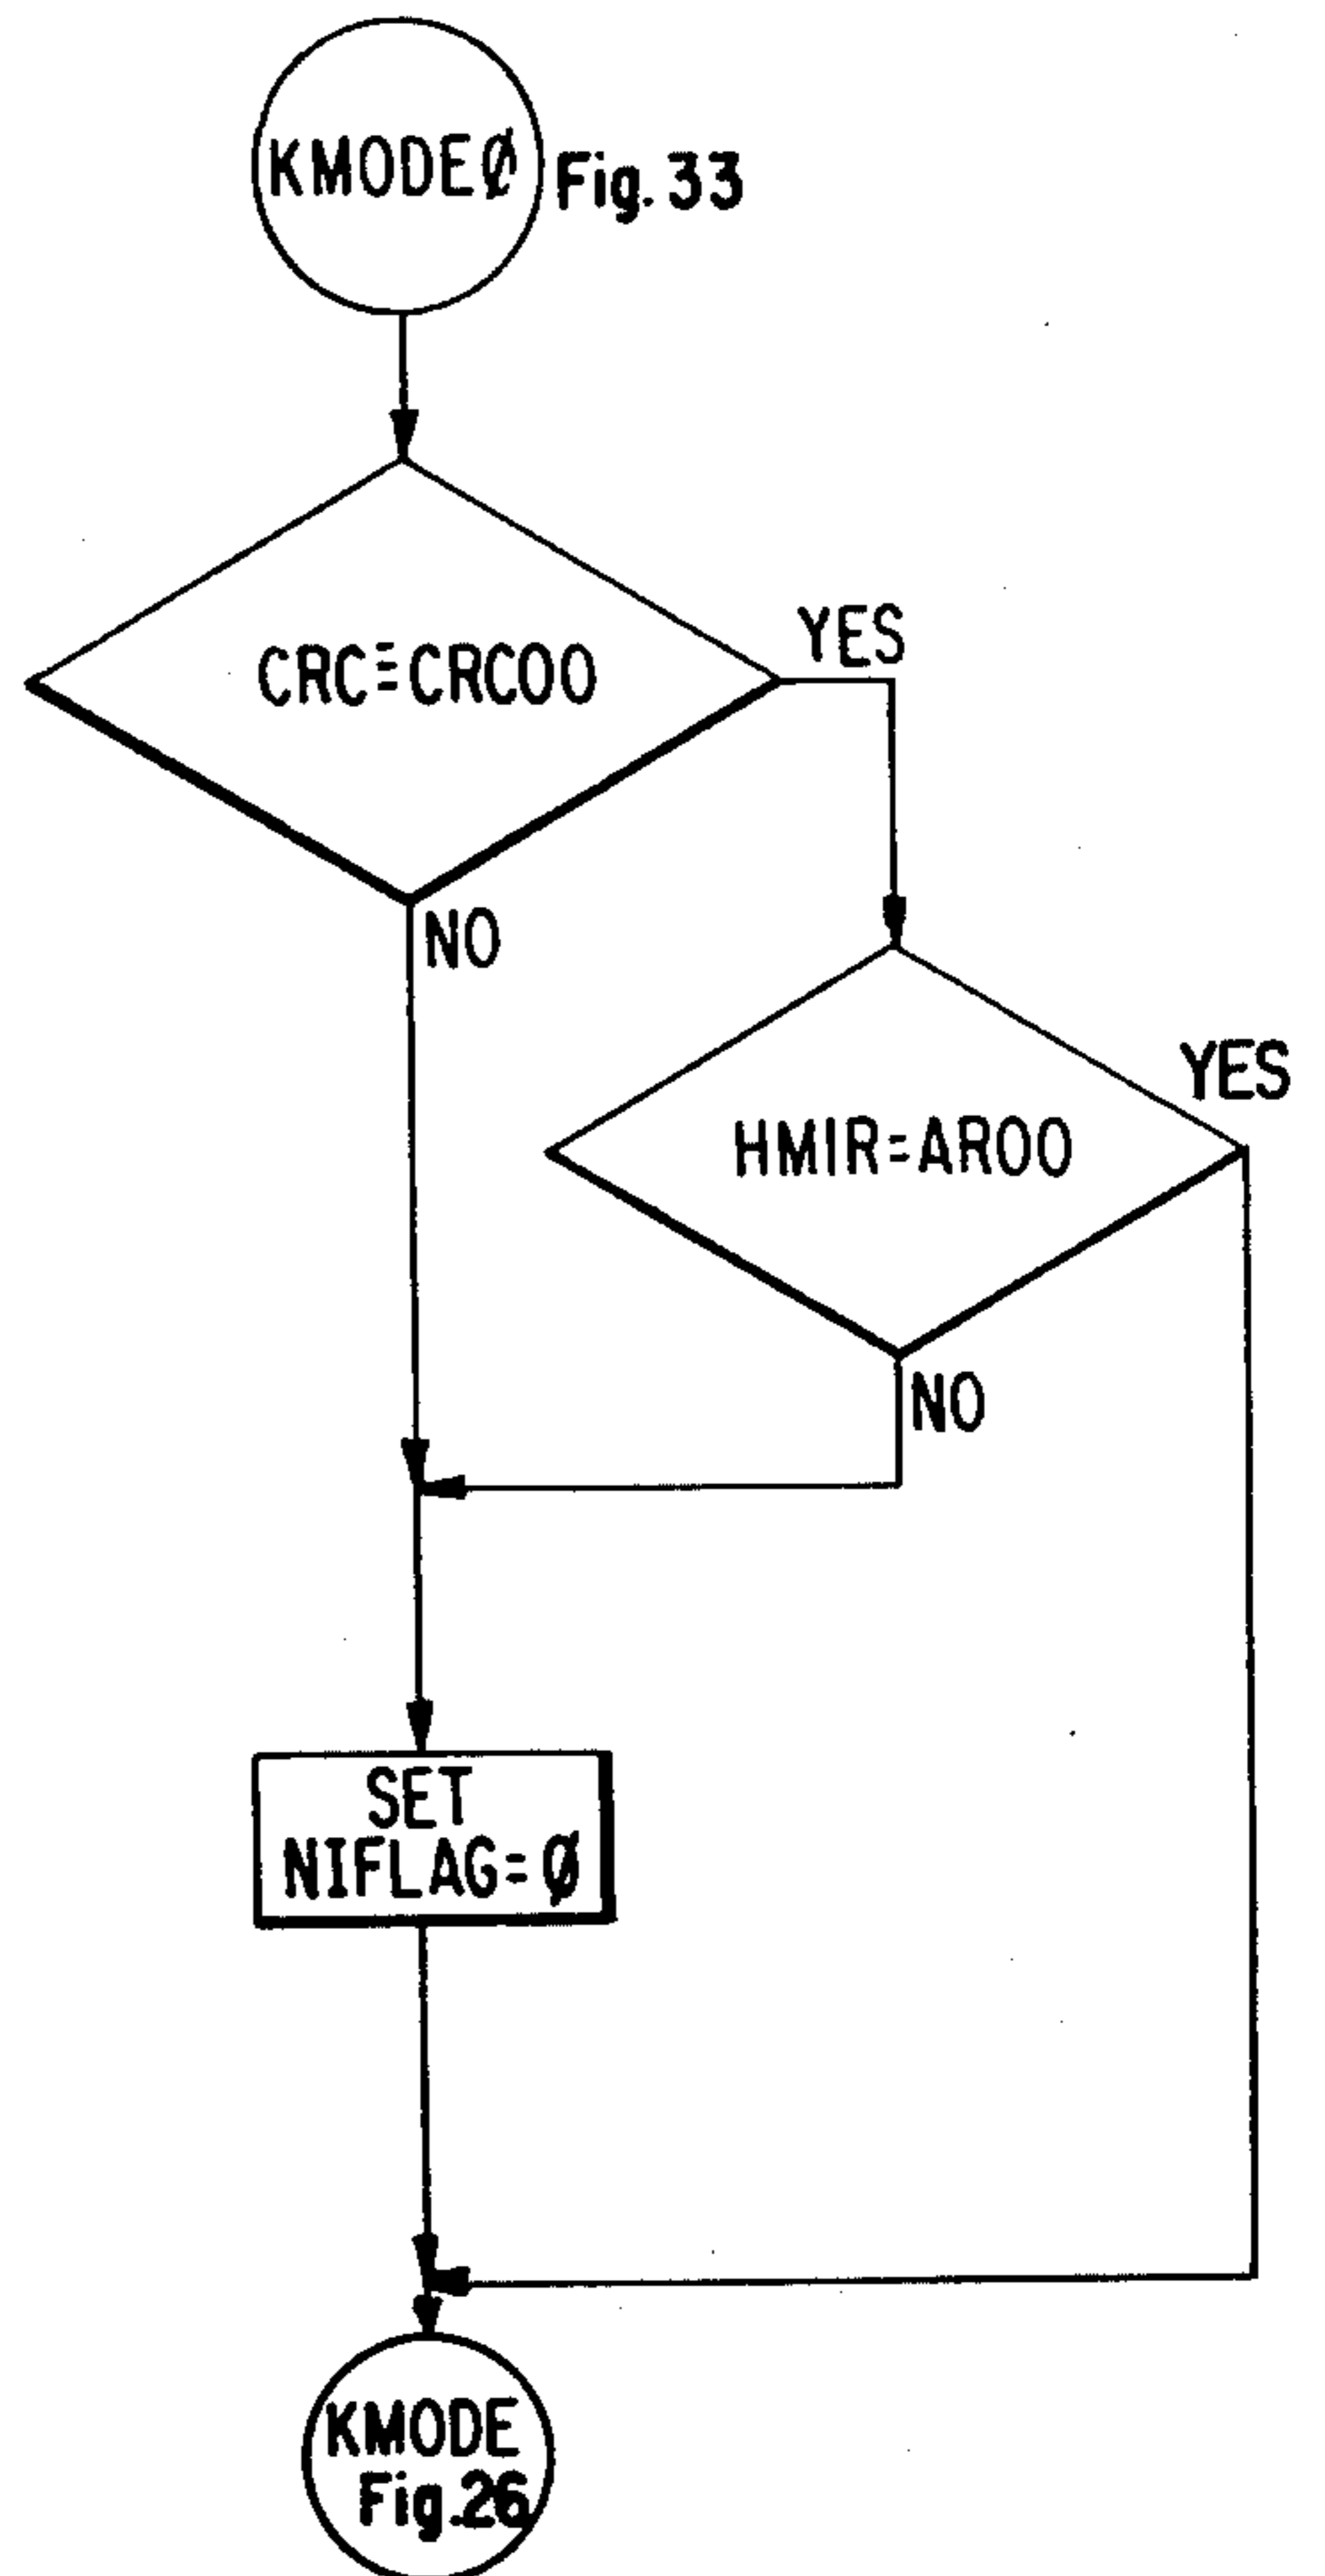 KMODEØ
Fig. 33
CRC=CRC00
YES
NO
HMIR=AR00
YES
NO
SET
NIFLAG=Ø
KMODE
Fig.26